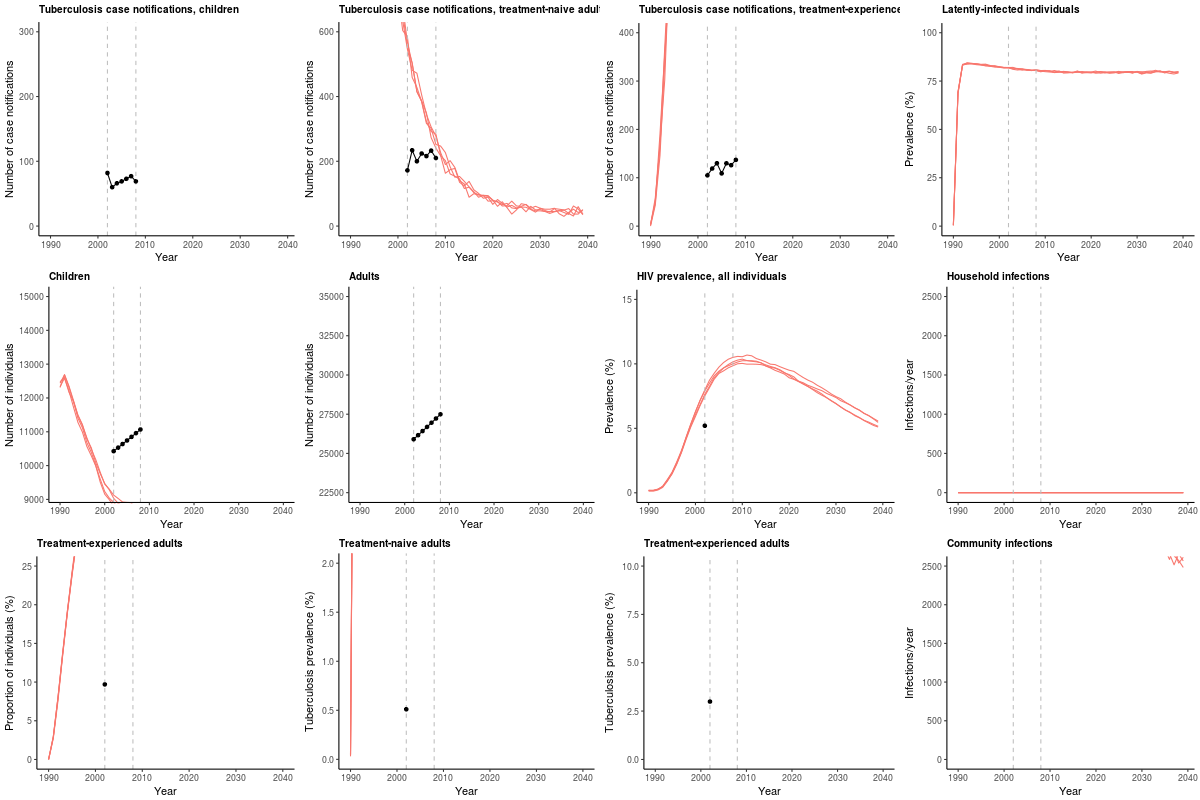 Tuberculosis case notifications, children
Number of case notifications
300
200
100
0
1990 2000 2010 2020 2030 2040
Year
Tuberculosis case notifications, treatment-naive adul
Number of case notifications
600
400
200
0
1990 2000 2010 2020 2030 2040
Year
Tuberculosis case notifications, treatment-experience
Number of case notifications
400
300
200
100
0
1990 2000 2010 2020 2030 2040
Year
Latently-infected individuals
Prevalence (%)
100
75
50
25
0
1990 2000 2010 2020 2030 2040
Year
Children
Number of individuals
15000
14000
13000
12000
11000
10000
9000
1990 2000 2010 2020 2030 2040
Year
Adults
Number of individuals
35000
32500
30000
27500
25000
22500
1990 2000 2010 2020 2030 2040
Year
HIV prevalence, all individuals
Prevalence (%)
15
10
5
0
1990 2000 2010 2020 2030 2040
Year
Household infections
Infections/year
2500
2000
1500
1000
500
0
1990 2000 2010 2020 2030 2040
Year
Treatment-experienced adults
Proportion of individuals (%)
25
20
15
10
5
0
1990 2000 2010 2020 2030 2040
Year
Treatment-naive adults
Tuberculosis prevalence (%)
2.0
1.5
1.0
0.5
0.0
1990 2000 2010 2020 2030 2040
Year
Treatment-experienced adults
Tuberculosis prevalence (%)
10.0
7.5
5.0
2.5
0.0
1990 2000 2010 2020 2030 2040
Year
Community infections
Infections/year
2500
2000
1500
1000
500
0
1990 2000 2010 2020 2030 2040
Year